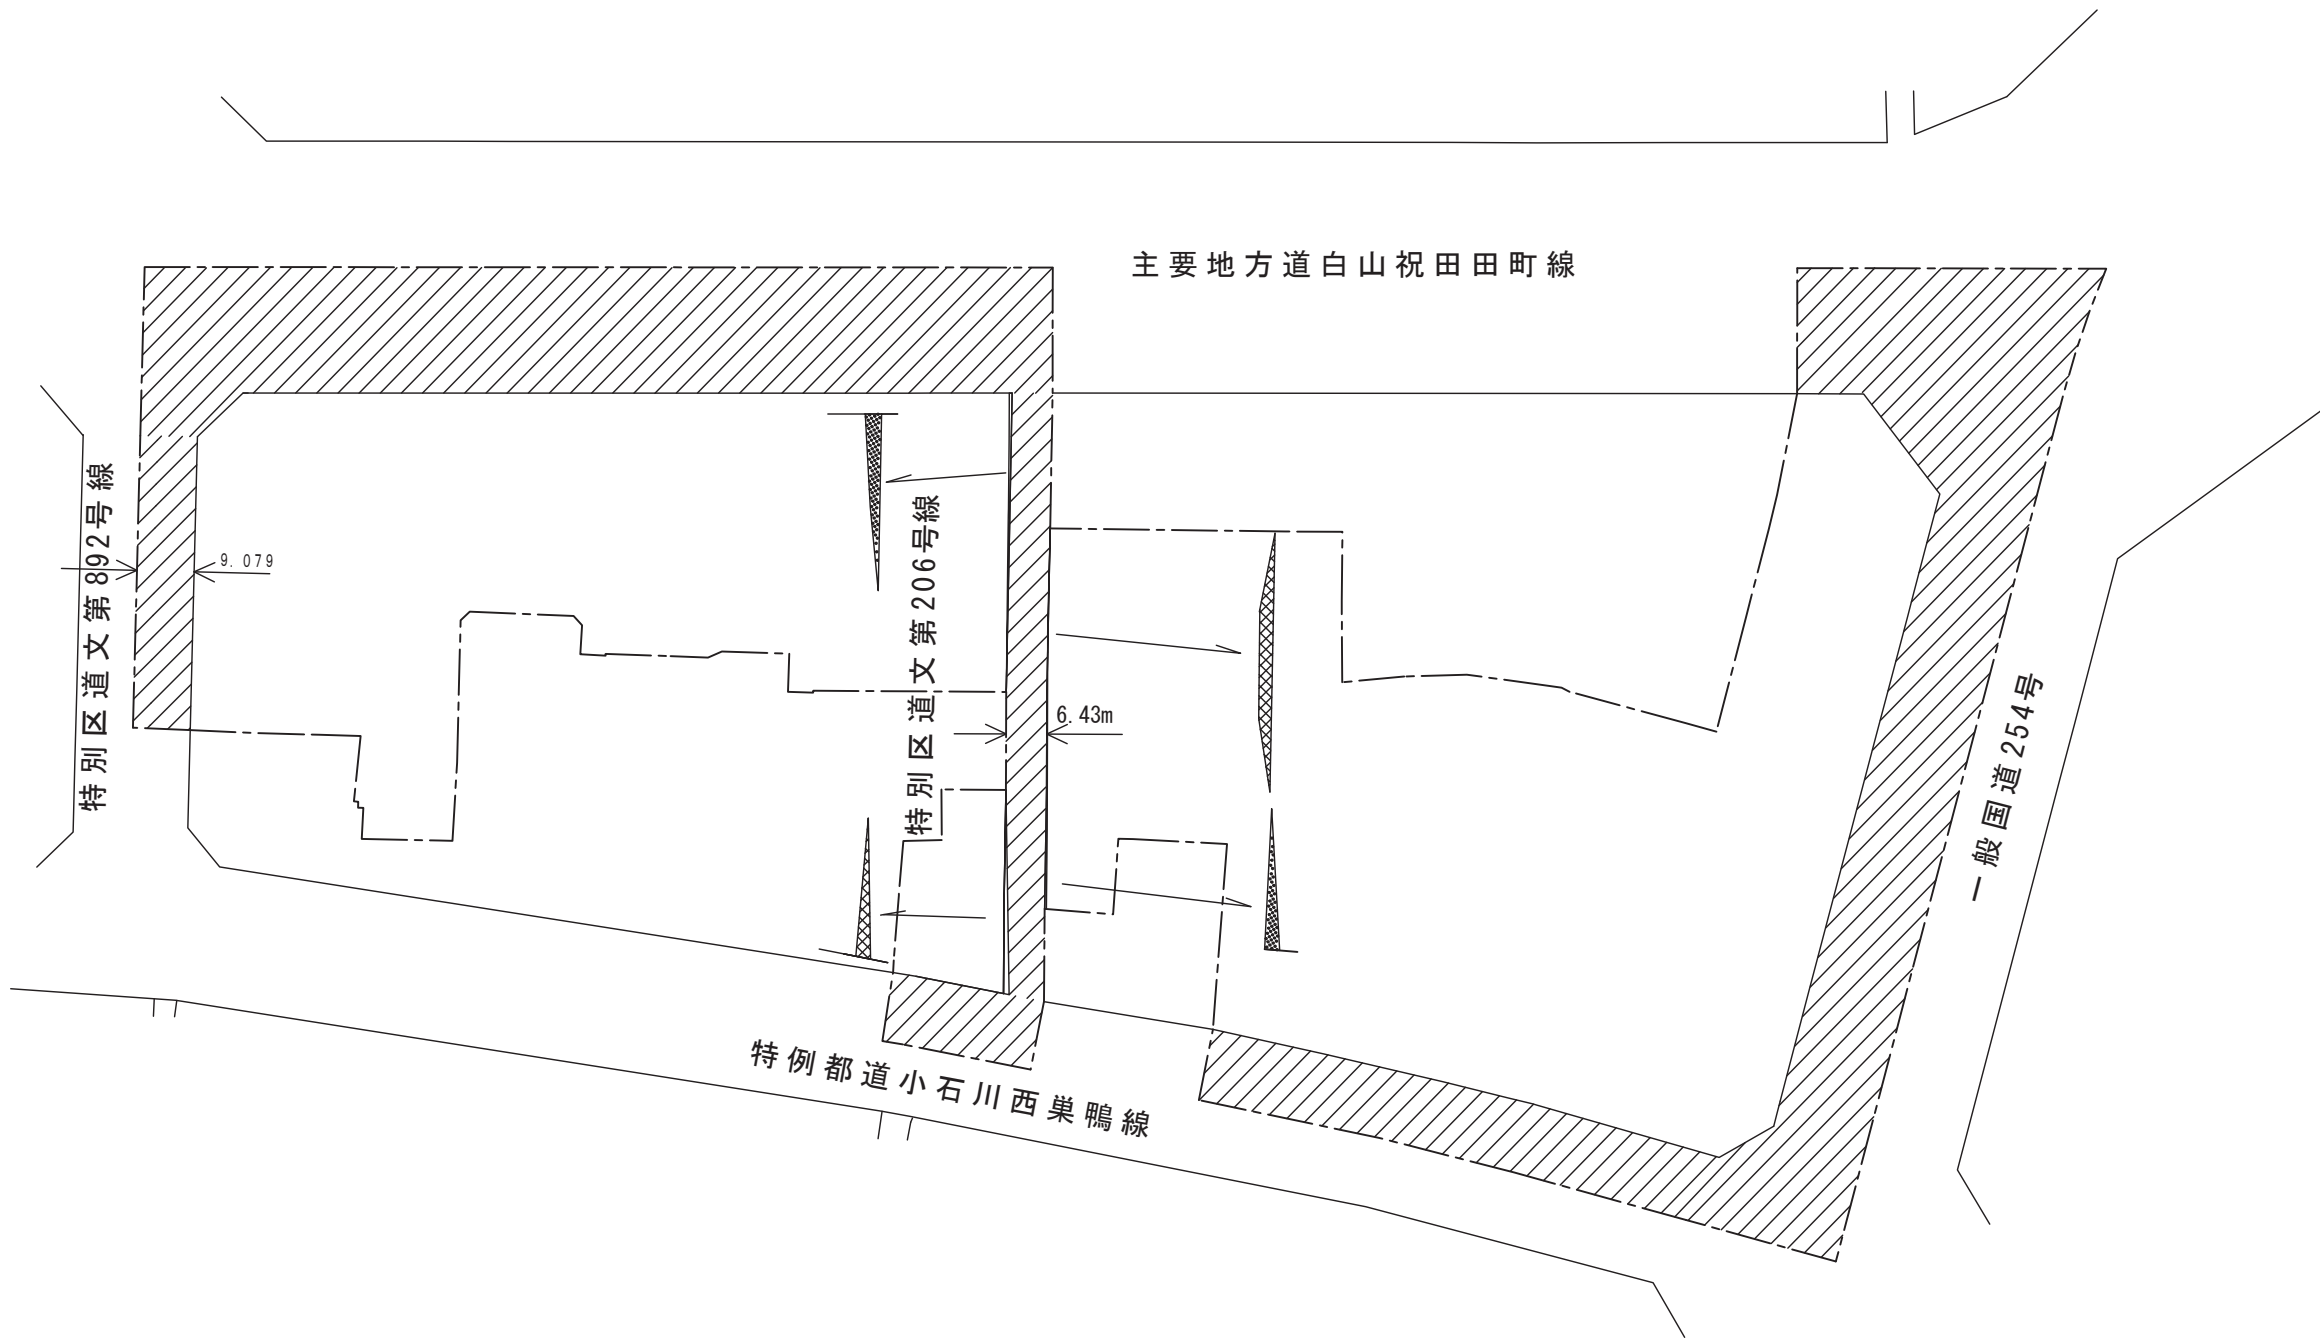 主要地方道白山祝田田町線
特別区道文第892号線
9.079
特別区道文第206号線
6.43m
一般国道254号
特例都道小石川西巣鴨線